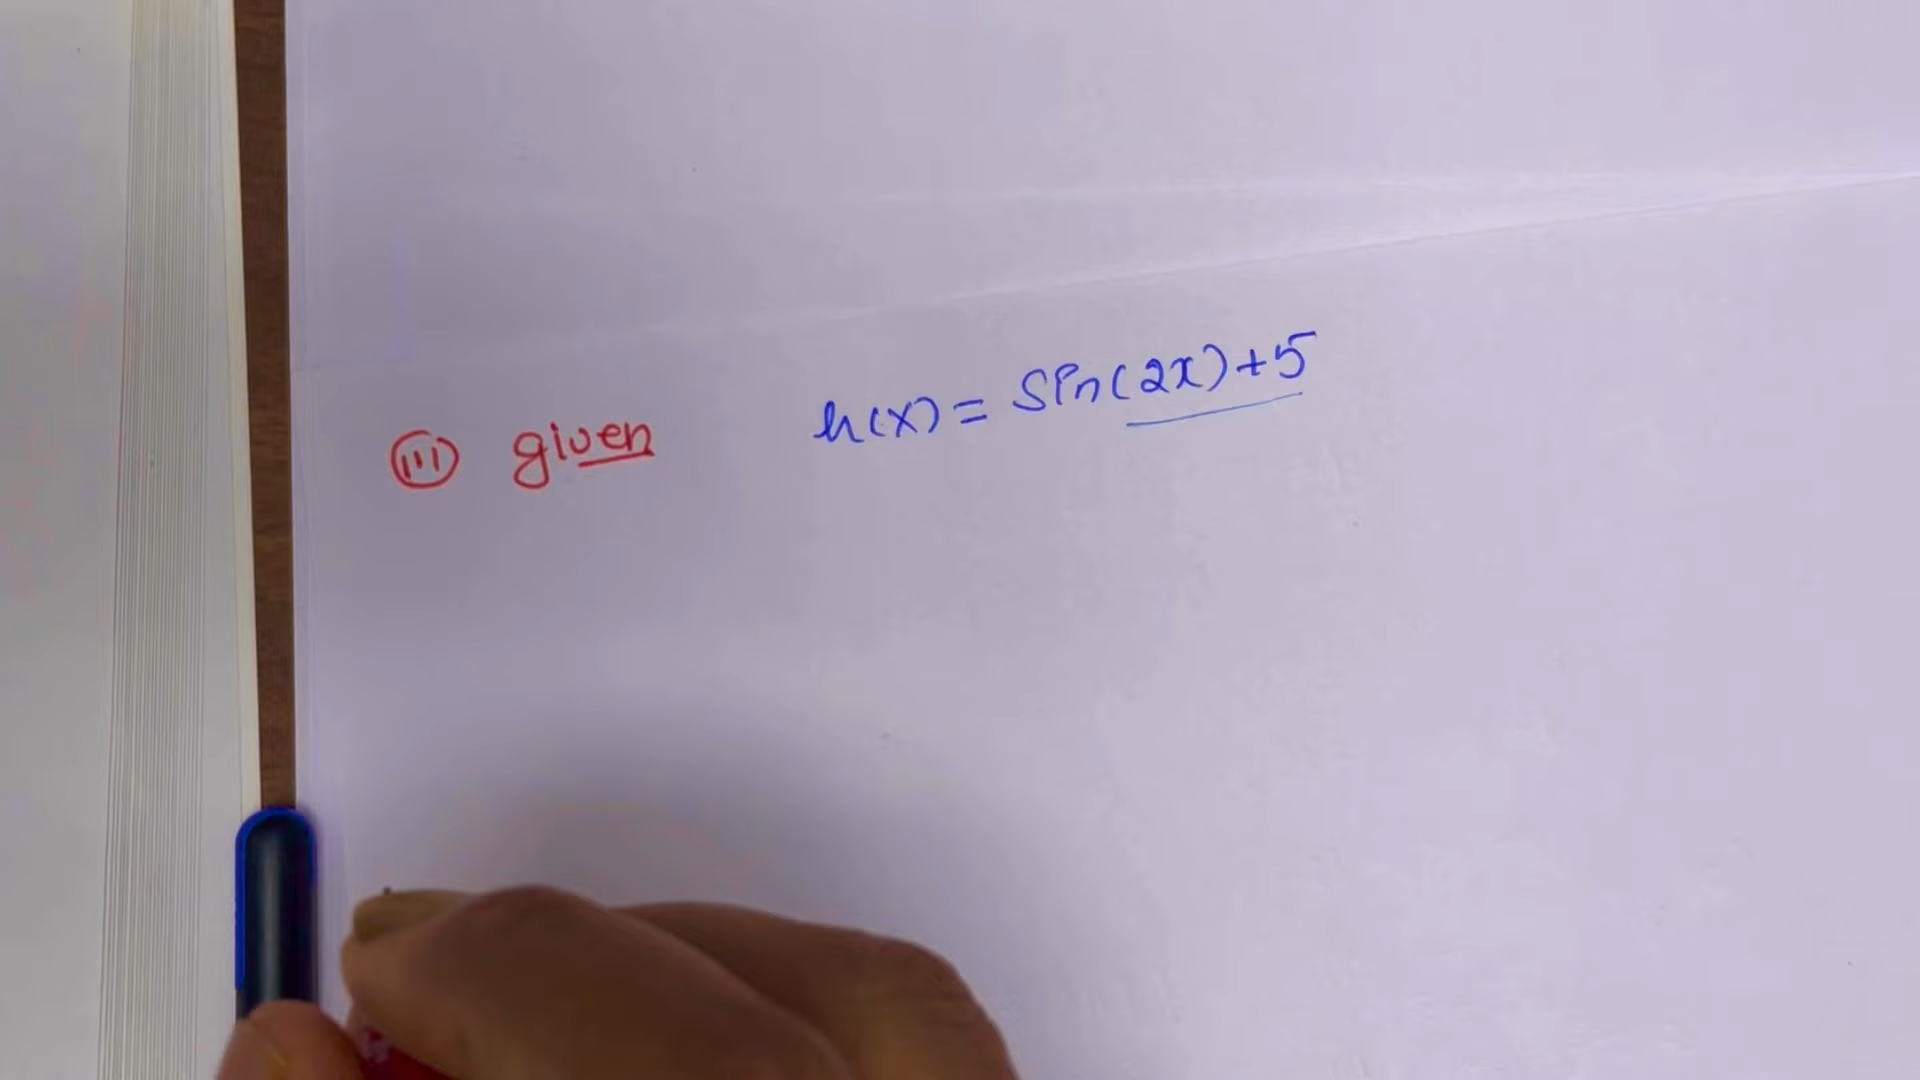 (iii) given h(x) = Sin(2x)+5